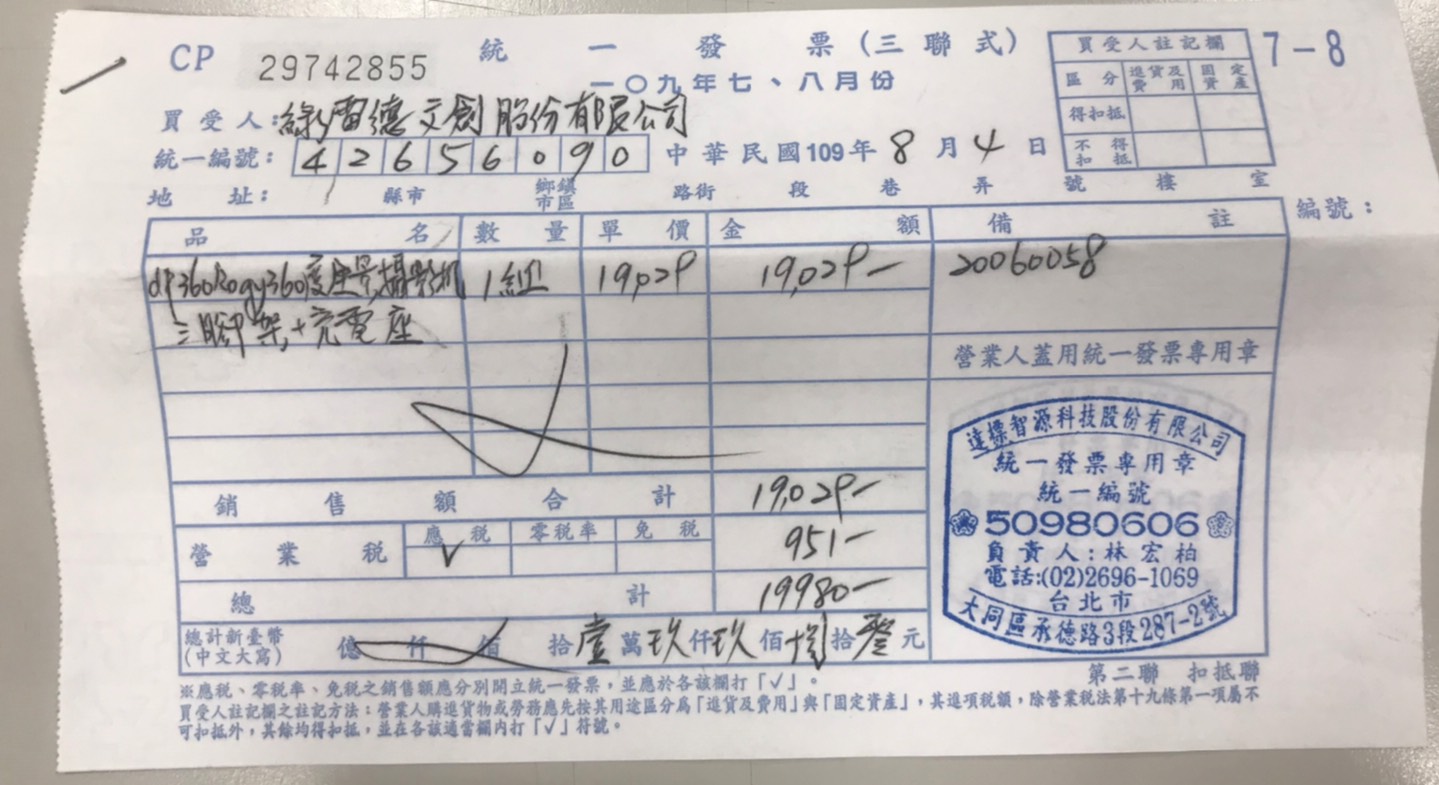 CP 29742855 統一發票(三聯式) 7-8
一〇九年七、八月份
買受人:綠雷德文創股份有限公司
統一編號: 42656090 中華民國109年8月4日
地址: 縣市 鄉鎮市區 路街 段 巷 弄 號 樓 室
買受人註記欄
區分 進貨及費用 固定資產
得扣抵
不得扣抵
編號:
品名 數量 單價 金額 備註
360度全景攝影機 1組 19,029 19,029- 20060058
三腳架+充電座
營業人蓋用統一發票專用章
銷售額合計 19,029-
應稅 零稅率 免稅
營業稅 V 951-
總計 19980-
總計新臺幣
(中文大寫) 億 仟 佰 拾壹萬玖仟玖佰捌拾零元
達標智源科技股份有限公司
統一發票專用章
統一編號
50980606
負責人:林宏柏
電話:(02)2696-1069
台北市
大同區承德路3段287-2號
第二聯 扣抵聯
※應稅、零稅率、免稅之銷售額應分別開立統一發票,並應於各該欄打「√」。
買受人註記欄之註記方法:營業人購進貨物或勞務應先按其用途區分為「進貨及費用」與「固定資產」,其進項稅額,除營業稅法第十九條第一項屬不
可扣抵外,其餘均得扣抵,並在各該適當欄內打「√」符號。